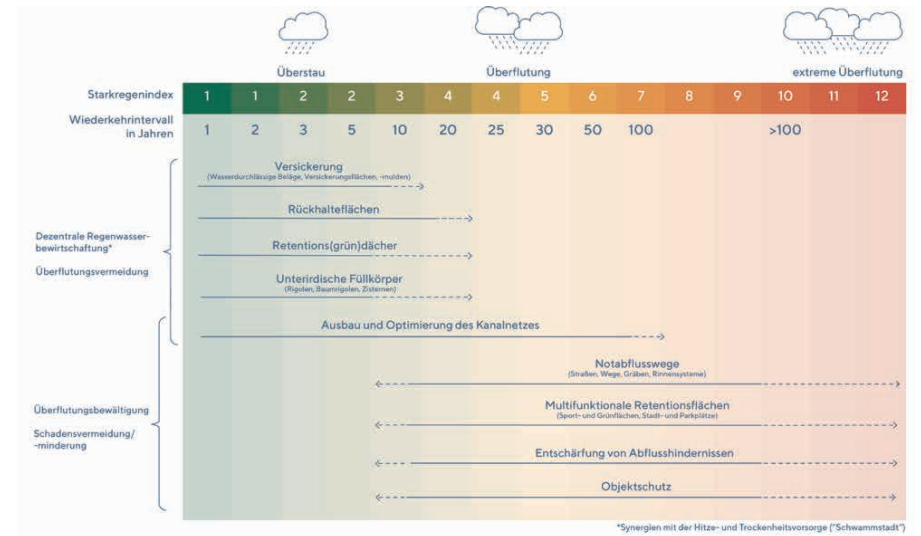 Überstau
Überflutung
extreme Überflutung
Starkregenindex
1 1 2 2 3 4 4 5 6 7 8 9 10 11 12
Wiederkehrintervall
in Jahren
1 2 3 5 10 20 25 30 50 100 >100
Versickerung
(Wasserdurchlässige Beläge, Versickerungsflächen, -mulden)
Rückhalteflächen
Dezentrale Regenwasser-
bewirtschaftung*
Überflutungsvermeidung
Retentions(grün)dächer
Unterirdische Füllkörper
(Rigolen, Baumrigolen, Zisternen)
Ausbau und Optimierung des Kanalnetzes
Notabflusswege
(Straßen, Wege, Gräben, Rinnensysteme)
Überflutungsbewältigung
Schadensvermeidung/
-minderung
Multifunktionale Retentionsflächen
(Sport- und Grünflächen, Stadt- und Parkplätze)
Entschärfung von Abflusshindernissen
Objektschutz
*Synergien mit der Hitze- und Trockenheitsvorsorge ("Schwammstadt")